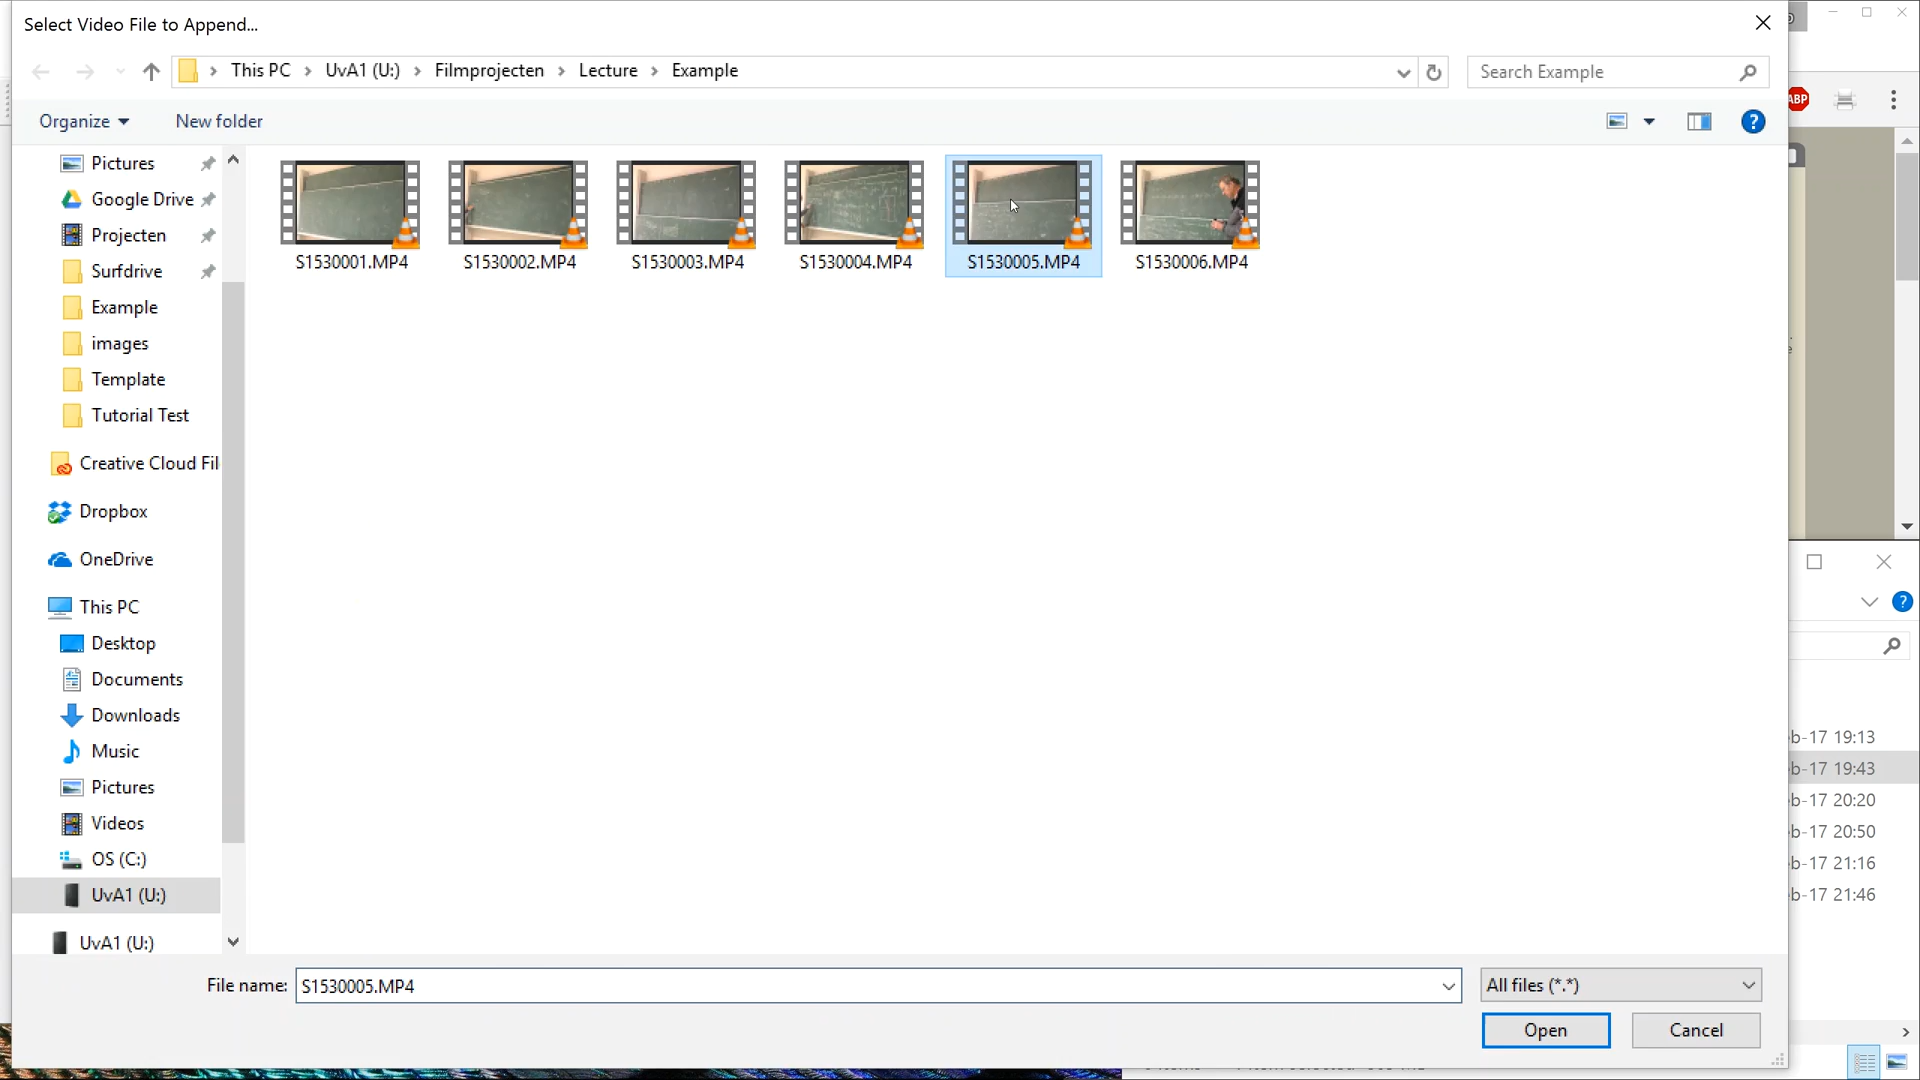 Select Video File to Append...
This PC > UvA1 (U:) > Filmprojecten > Lecture > Example
Search Example
ABP
Organize
New folder
?
Pictures
Google Drive
Projecten
Surfdrive
Example
images
Template
Tutorial Test
Creative Cloud Fil
Dropbox
OneDrive
This PC
Desktop
Documents
Downloads
Music
Pictures
Videos
OS (C:)
UvA1 (U:)
UvA1 (U:)
S1530001.MP4
S1530002.MP4
S1530003.MP4
S1530004.MP4
S1530005.MP4
S1530006.MP4
?
b-17 19:13
b-17 19:43
b-17 20:20
b-17 20:50
b-17 21:16
b-17 21:46
File name: S1530005.MP4
All files (*.*)
Open
Cancel